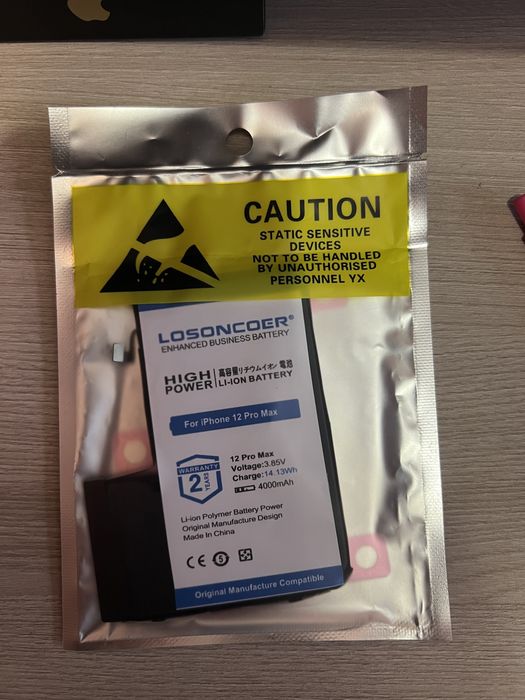 CAUTION
STATIC SENSITIVE
DEVICES
NOT TO BE HANDLED
BY UNAUTHORISED
PERSONNEL YX
LOSONCOER®
ENHANCED BUSINESS BATTERY
HIGH POWER
高容量リチウムイオン 電池
LI-ION BATTERY
For iPhone 12 Pro Max
WARRANTY
2 YEARS
12 Pro Max
Voltage:3.85V
Charge:14.13Wh
4000mAh
Li-ion Polymer Battery Power
Original Manufacture Design
Made In China
CE 5
Original Manufacture Compatible